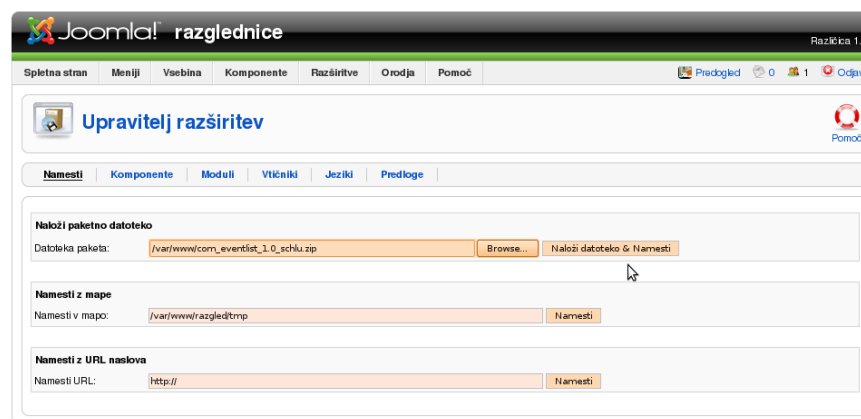 Joomla! razglednice
Različica 1.
Spletna stran Meniji Vsebina Komponente Razširitve Orodja Pomoč Predogled 0 1 Odjav
Upravitelj razširitev
Pomoč
Namesti Komponente Moduli Vtičniki Jeziki Predloge
Naloži paketno datoteko
Datoteka paketa: /var/www/com_eventlist_1.0_schlu.zip Browse... Naloži datoteko & Namesti
Namesti z mape
Namesti v mapo: /var/www/razgled/tmp Namesti
Namesti z URL naslova
Namesti URL: http:// Namesti